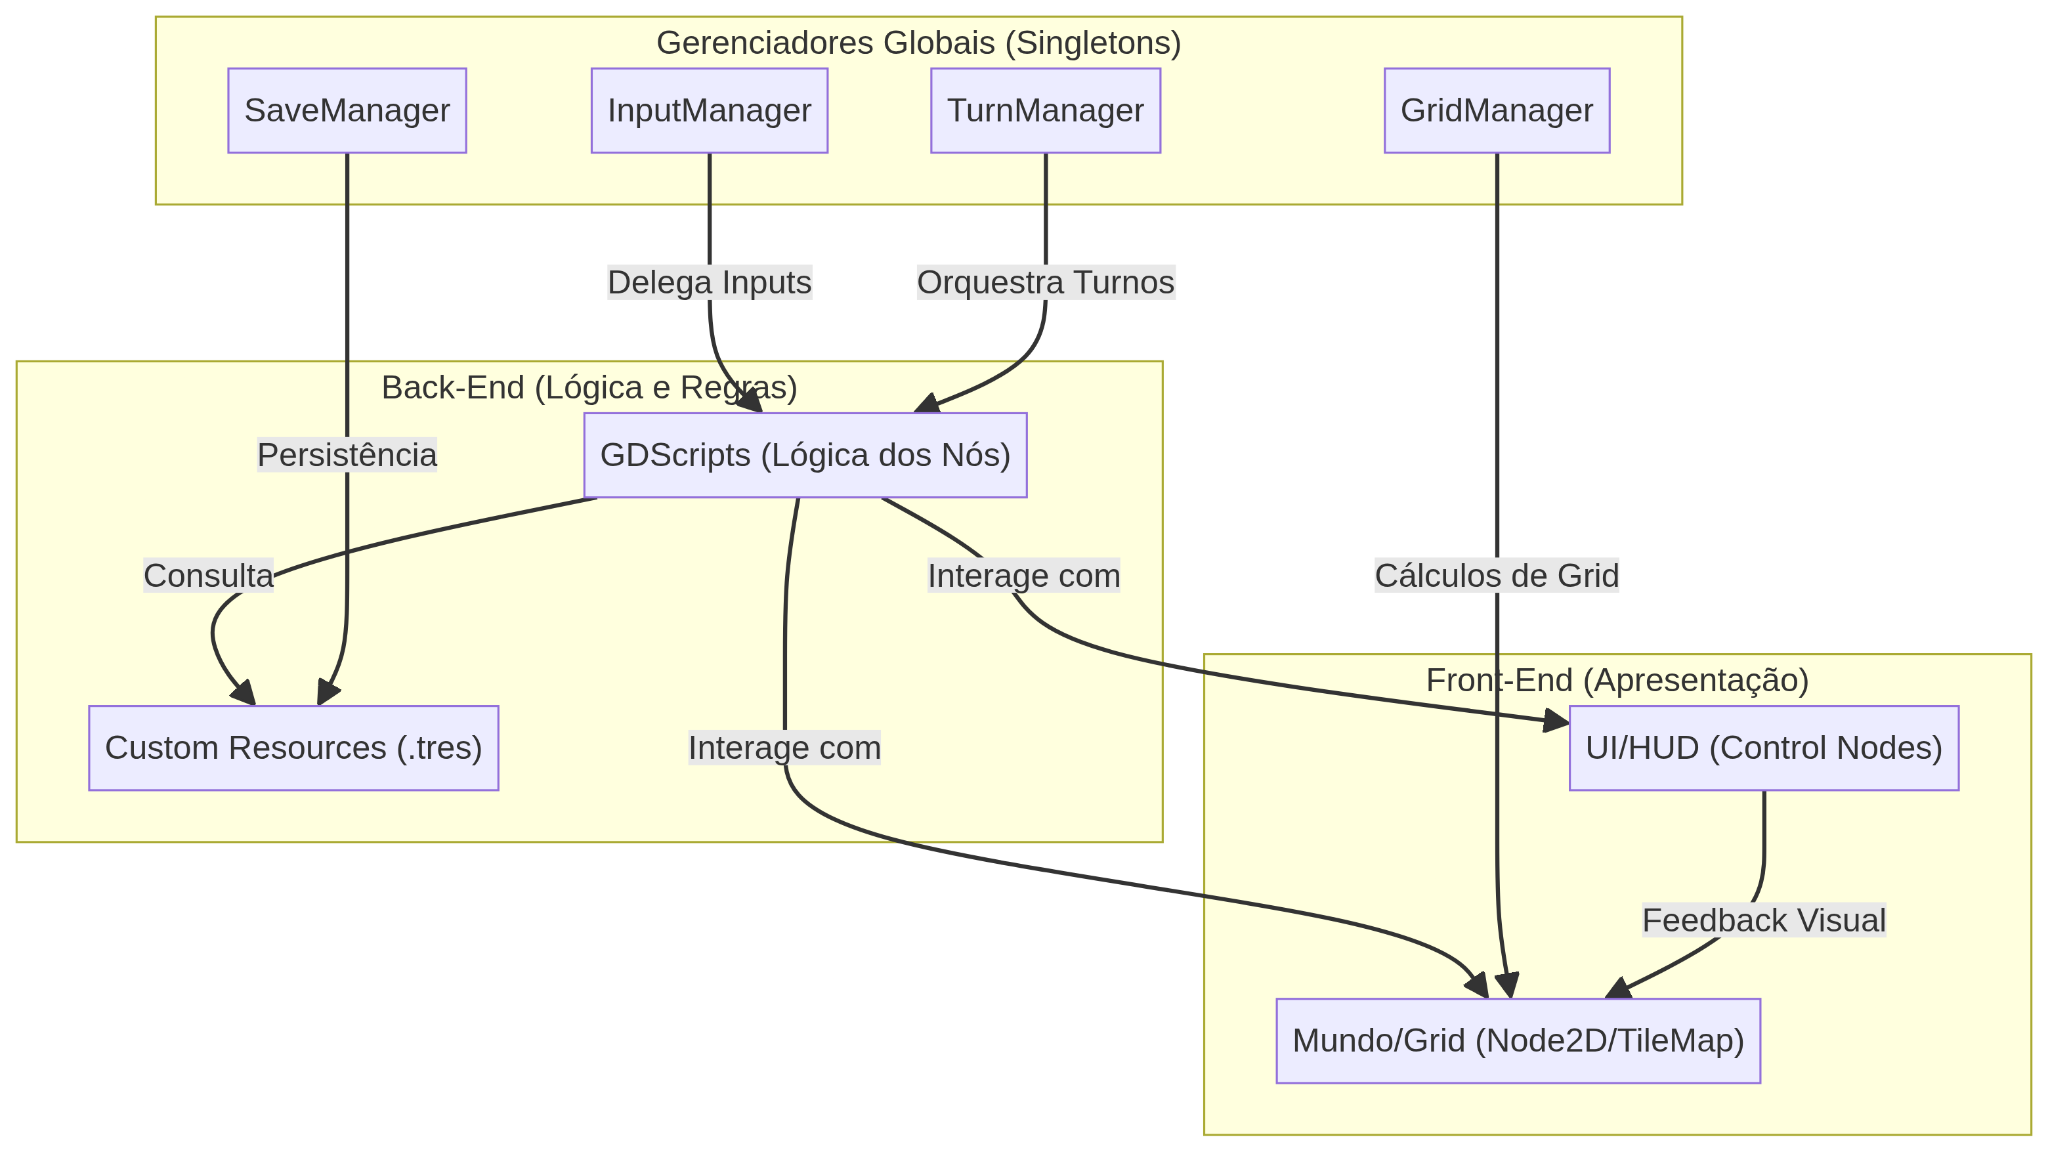 Gerenciadores Globais (Singletons)
SaveManager
InputManager
TurnManager
GridManager
Delega Inputs
Orquestra Turnos
Back-End (Lógica e Regras)
Persistência
GDScripts (Lógica dos Nós)
Consulta
Interage com
Cálculos de Grid
Front-End (Apresentação)
Custom Resources (.tres)
Interage com
UI/HUD (Control Nodes)
Feedback Visual
Mundo/Grid (Node2D/TileMap)